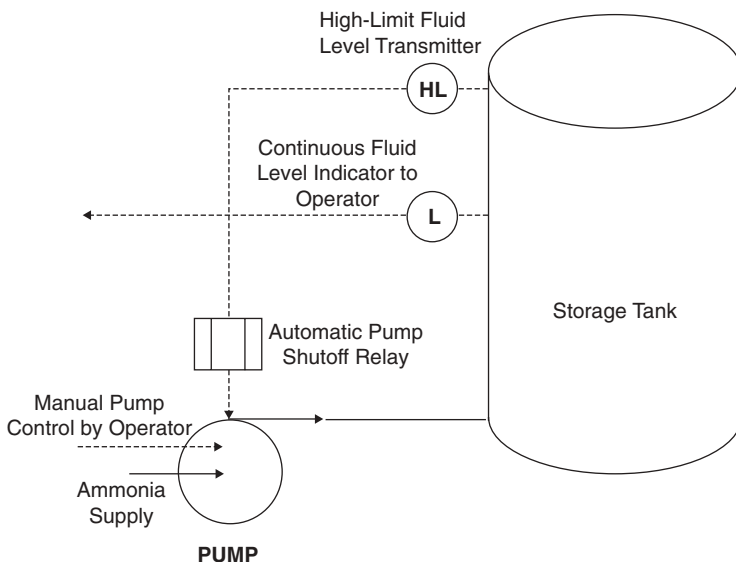 High-Limit Fluid
Level Transmitter
HL
Continuous Fluid
Level Indicator to
Operator
L
Storage Tank
Automatic Pump
Shutoff Relay
Manual Pump
Control by Operator
Ammonia
Supply
PUMP